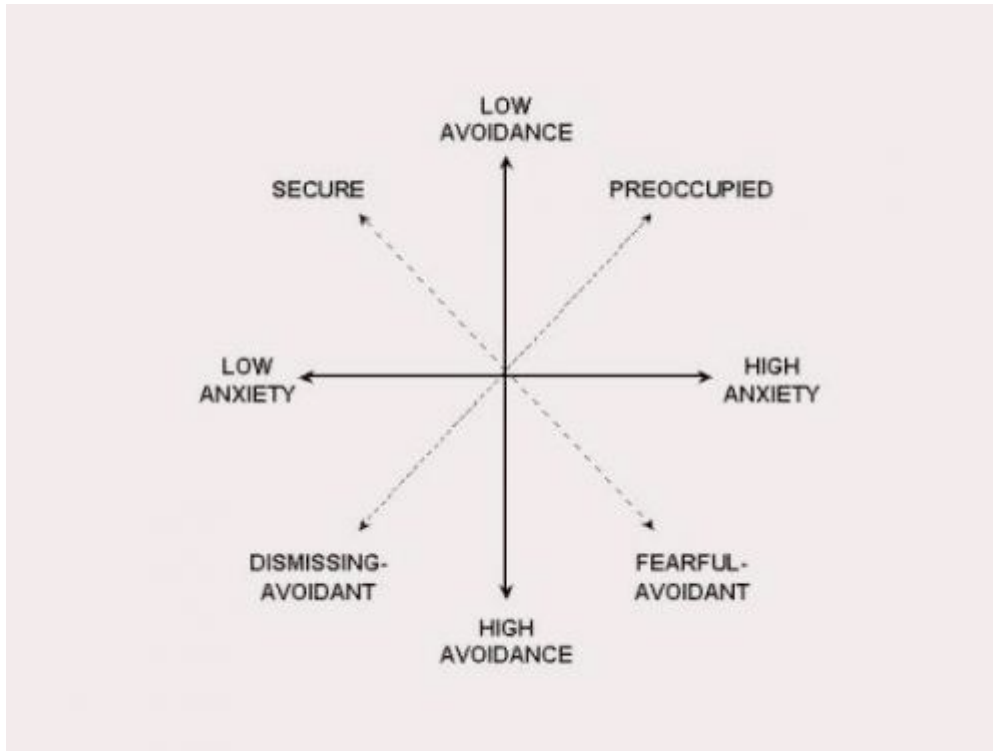 LOW
AVOIDANCE
SECURE
PREOCCUPIED
LOW
ANXIETY
HIGH
ANXIETY
DISMISSING-
AVOIDANT
FEARFUL-
AVOIDANT
HIGH
AVOIDANCE